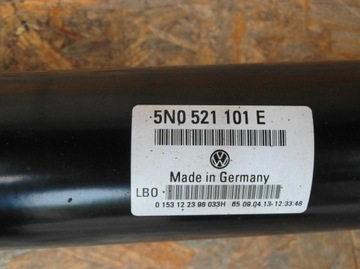 5N0 521 101 E
Made in Germany
LBO
0 153 12 23 98 033H 85 09.04.13-12:33:48